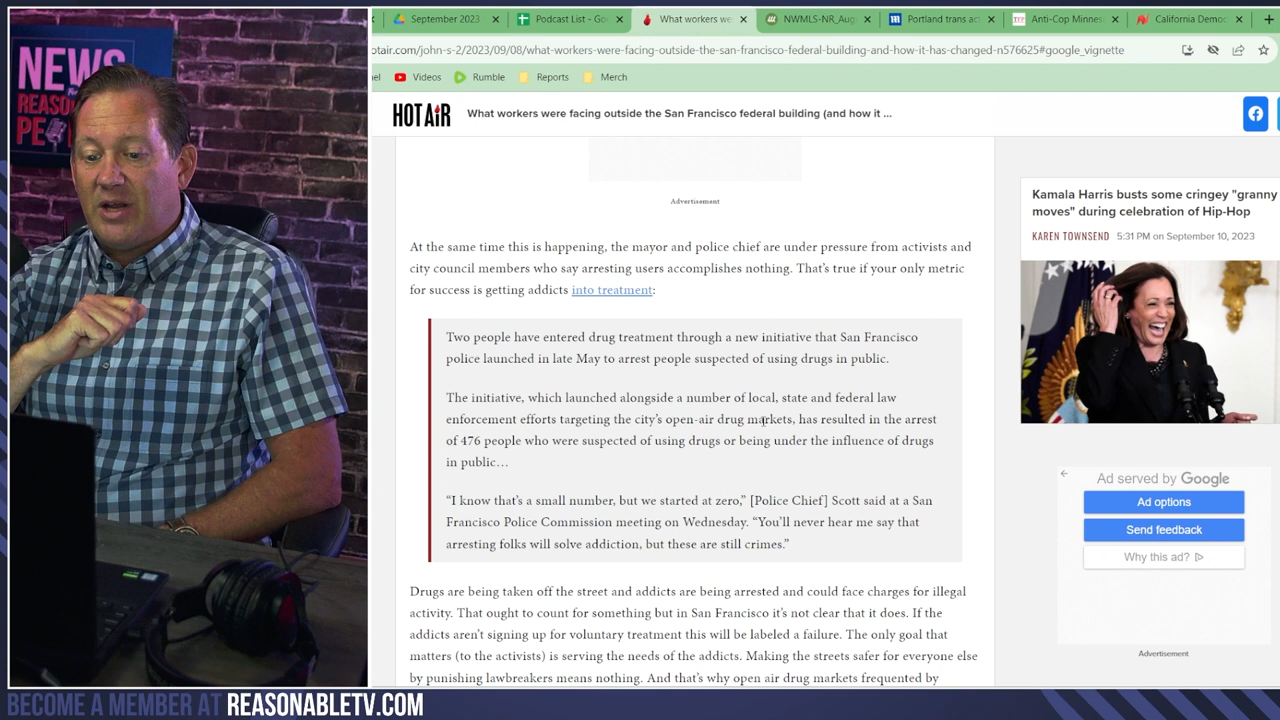 NEWS
REASO
PE
September 2023
Podcast List - Go
What workers we
NWMLS-NR_Aug
Portland trans ac
Anti-Cop Minnes
California Democ
otair.com/john-s-2/2023/09/08/what-workers-were-facing-outside-the-san-francisco-federal-building-and-how-it-has-changed-n576625#google_vignette
el
Videos
Rumble
Reports
Merch
HOT AIR
What workers were facing outside the San Francisco federal building (and how it ...
Advertisement
At the same time this is happening, the mayor and police chief are under pressure from activists and
city council members who say arresting users accomplishes nothing. That's true if your only metric
for success is getting addicts into treatment:
Two people have entered drug treatment through a new initiative that San Francisco
police launched in late May to arrest people suspected of using drugs in public.
The initiative, which launched alongside a number of local, state and federal law
enforcement efforts targeting the city's open-air drug markets, has resulted in the arrest
of 476 people who were suspected of using drugs or being under the influence of drugs
in public…
“I know that's a small number, but we started at zero,” [Police Chief] Scott said at a San
Francisco Police Commission meeting on Wednesday. “You'll never hear me say that
arresting folks will solve addiction, but these are still crimes.”
Drugs are being taken off the street and addicts are being arrested and could face charges for illegal
activity. That ought to count for something but in San Francisco it's not clear that it does. If the
addicts aren't signing up for voluntary treatment this will be labeled a failure. The only goal that
matters (to the activists) is serving the needs of the addicts. Making the streets safer for everyone else
by punishing lawbreakers means nothing. And that's why open air drug markets frequented by
Kamala Harris busts some cringey "granny
moves" during celebration of Hip-Hop
KAREN TOWNSEND 5:31 PM on September 10, 2023
Ad served by Google
Ad options
Send feedback
Why this ad?
Advertisement
BECOME A MEMBER AT REASONABLETV.COM